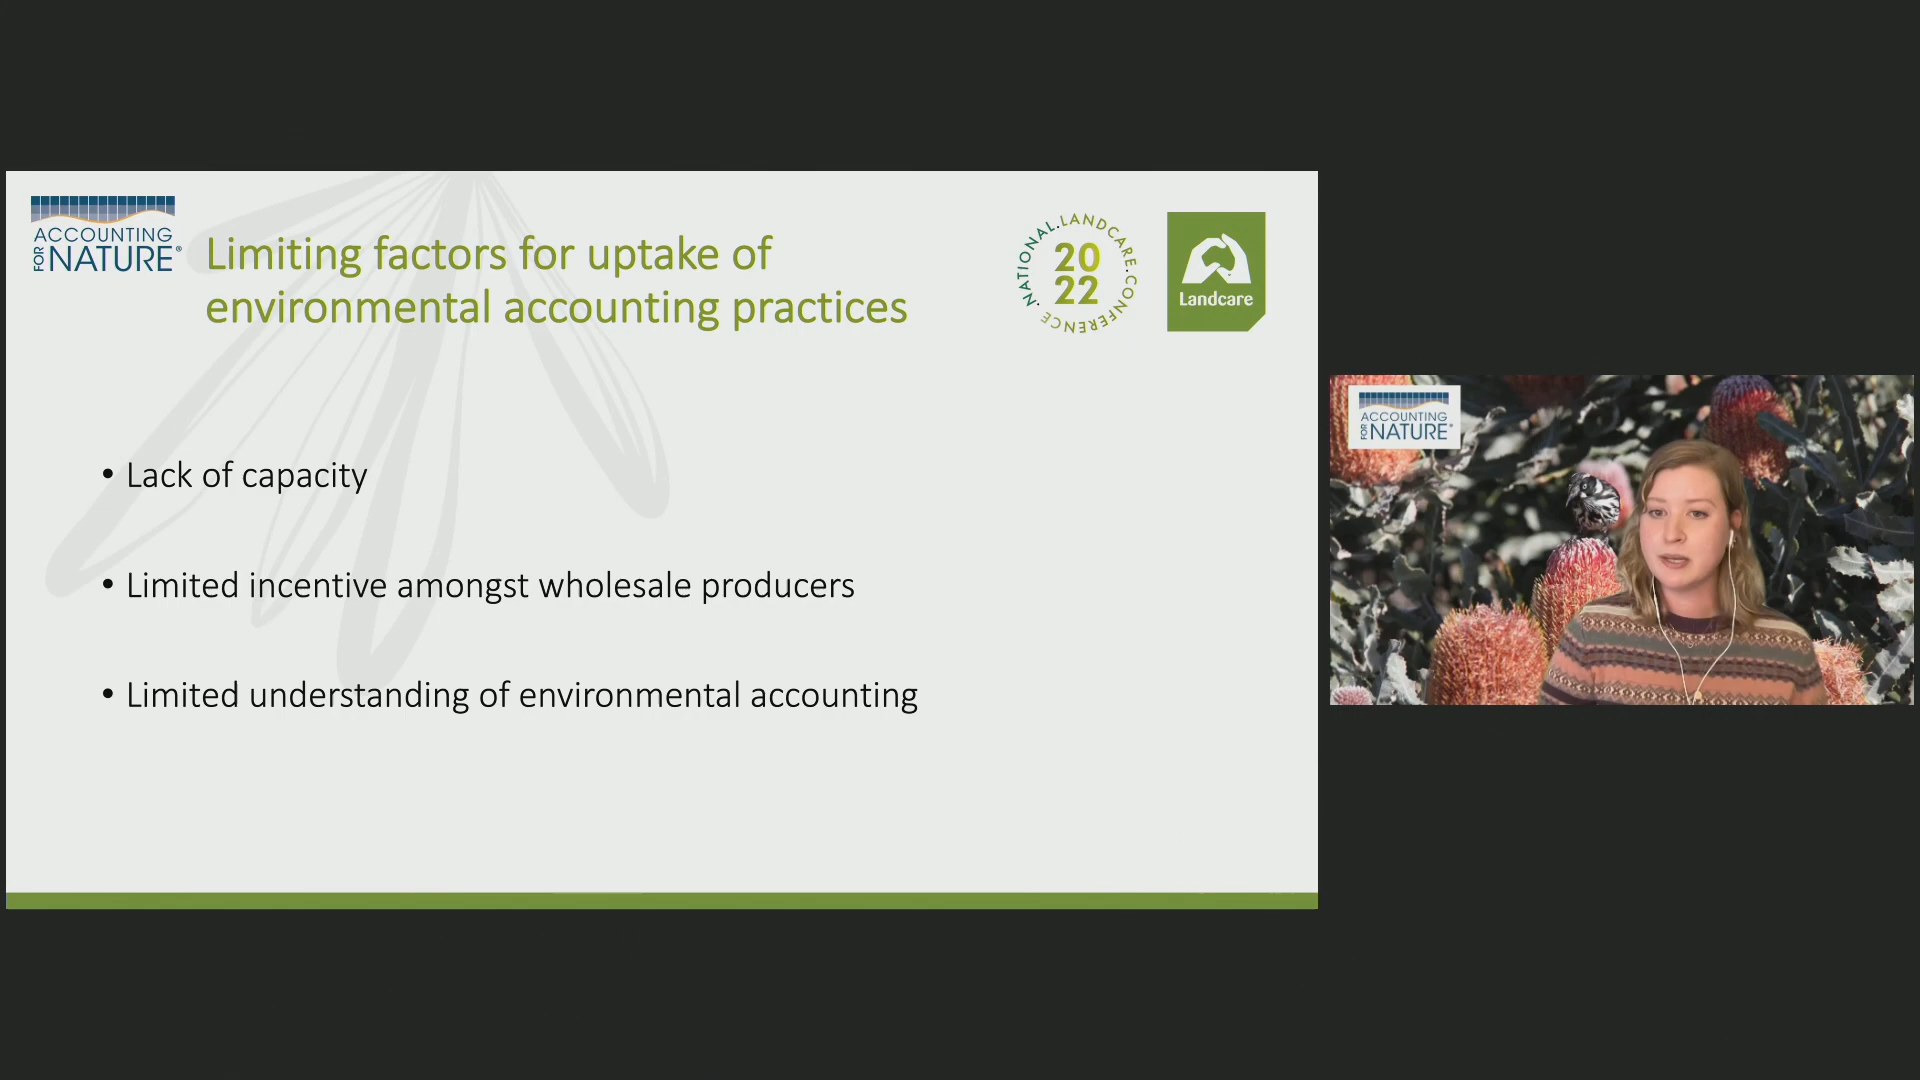 ACCOUNTING
FOR NATURE®
Limiting factors for uptake of
environmental accounting practices
NATIONAL.LANDCARE.CONFERENCE.
20
22
Landcare
• Lack of capacity
• Limited incentive amongst wholesale producers
• Limited understanding of environmental accounting
ACCOUNTING
FOR NATURE®